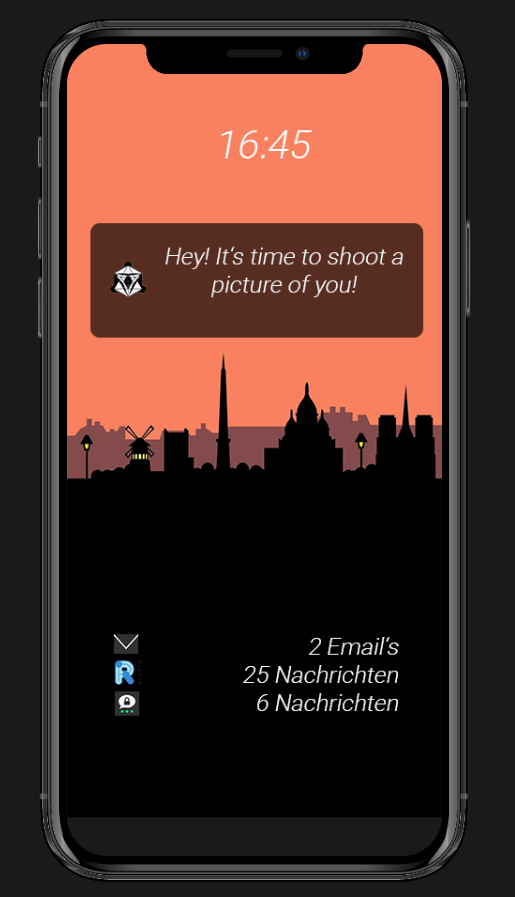 16:45
Hey! It‘s time to shoot a
picture of you!
2 Email‘s
25 Nachrichten
6 Nachrichten